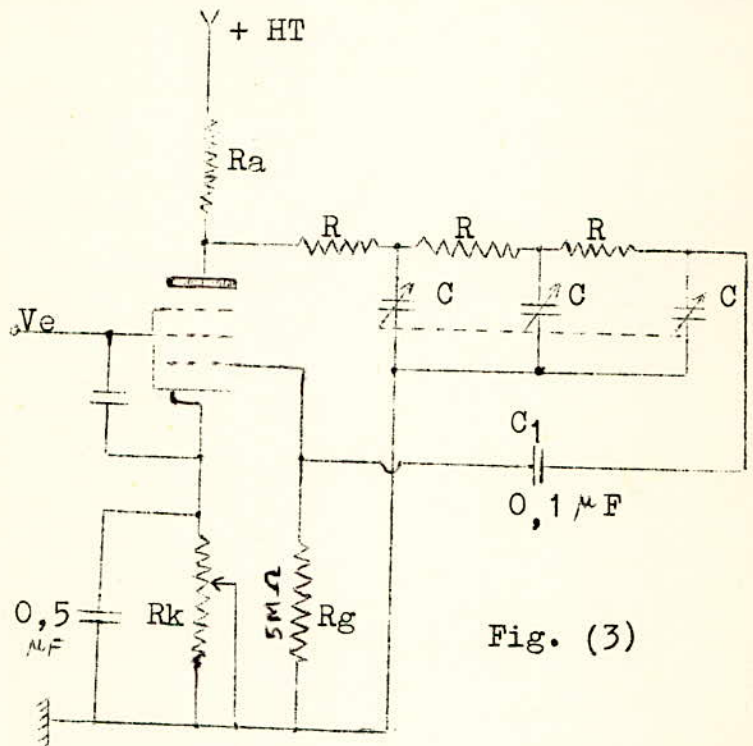 + HT
Ra
R R R
Ve
C C C
C1
0,1 μF
0,5
μF
Rk
5MΩ
Rg
Fig. (3)